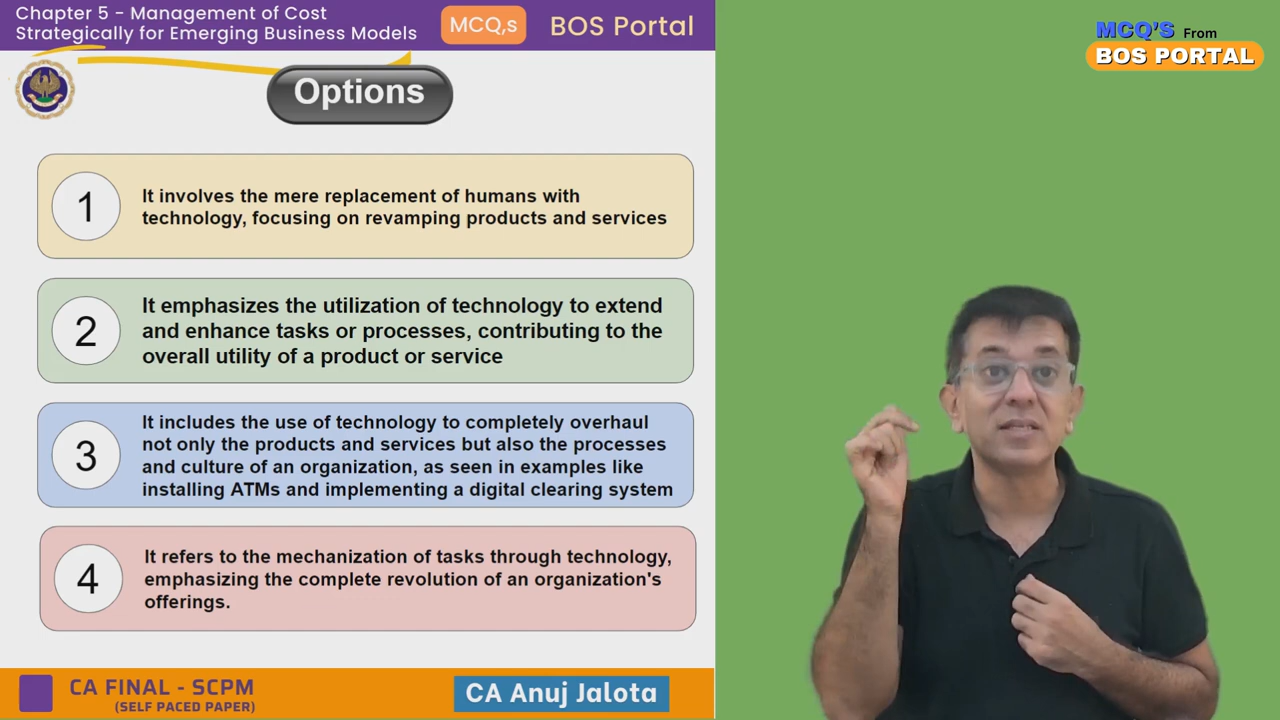 Chapter 5 - Management of Cost
Strategically for Emerging Business Models
MCQ,s
BOS Portal
MCQ'S From
BOS PORTAL
Options
1
It involves the mere replacement of humans with
technology, focusing on revamping products and services
2
It emphasizes the utilization of technology to extend
and enhance tasks or processes, contributing to the
overall utility of a product or service
3
It includes the use of technology to completely overhaul
not only the products and services but also the processes
and culture of an organization, as seen in examples like
installing ATMs and implementing a digital clearing system
4
It refers to the mechanization of tasks through technology,
emphasizing the complete revolution of an organization's
offerings.
CA FINAL - SCPM
(SELF PACED PAPER)
CA Anuj Jalota